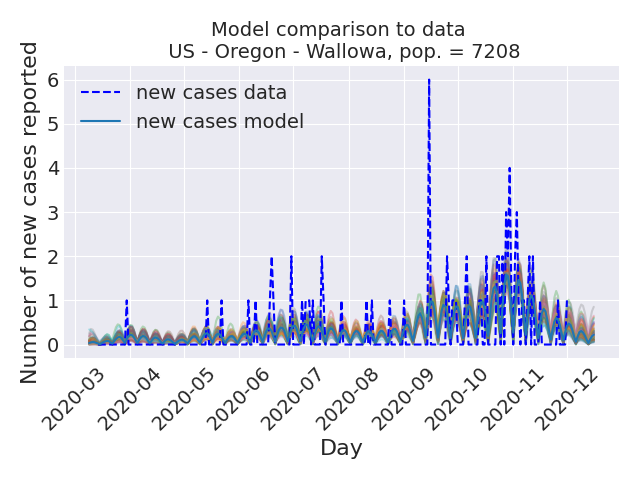 Model comparison to data
US - Oregon - Wallowa, pop. = 7208
Number of new cases reported
6
5
4
3
2
1
0
new cases data
new cases model
2020-03
2020-04
2020-05
2020-06
2020-07
2020-08
2020-09
2020-10
2020-11
2020-12
Day